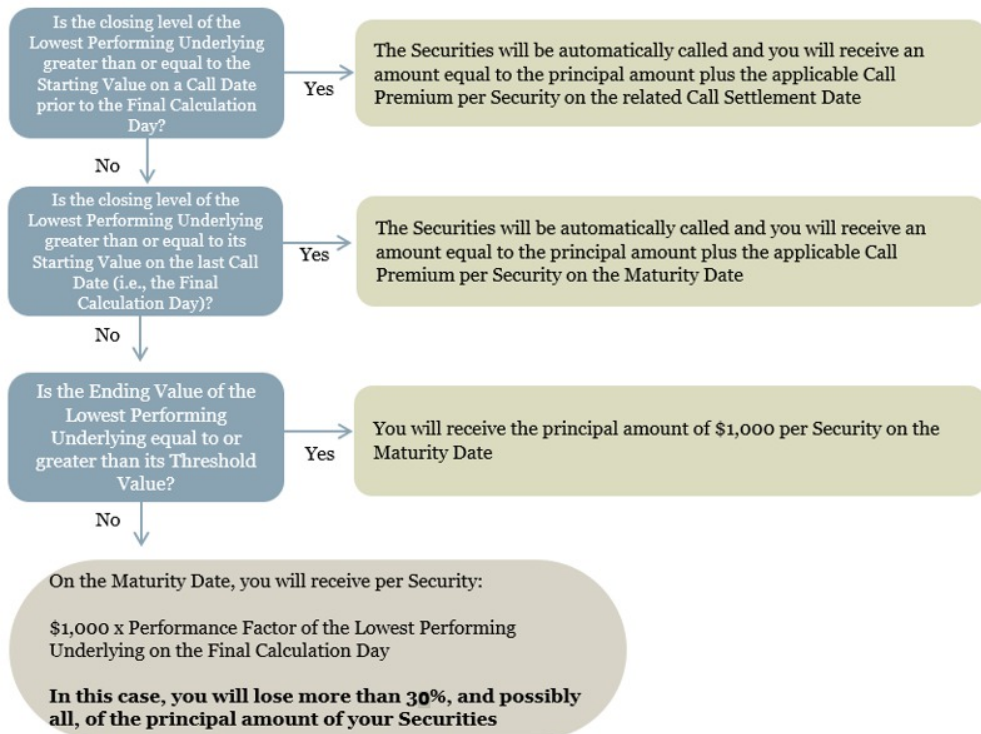 Is the closing level of the
Lowest Performing Underlying
greater than or equal to the
Starting Value on a Call Date
prior to the Final Calculation
Day?
Yes
The Securities will be automatically called and you will receive an
amount equal to the principal amount plus the applicable Call
Premium per Security on the related Call Settlement Date
No
Is the closing level of the
Lowest Performing Underlying
greater than or equal to its
Starting Value on the last Call
Date (i.e., the Final
Calculation Day)?
Yes
The Securities will be automatically called and you will receive an
amount equal to the principal amount plus the applicable Call
Premium per Security on the Maturity Date
No
Is the Ending Value of the
Lowest Performing
Underlying equal to or
greater than its Threshold
Value?
Yes
You will receive the principal amount of $1,000 per Security on the
Maturity Date
No
On the Maturity Date, you will receive per Security:
$1,000 x Performance Factor of the Lowest Performing
Underlying on the Final Calculation Day
In this case, you will lose more than 30%, and possibly
all, of the principal amount of your Securities